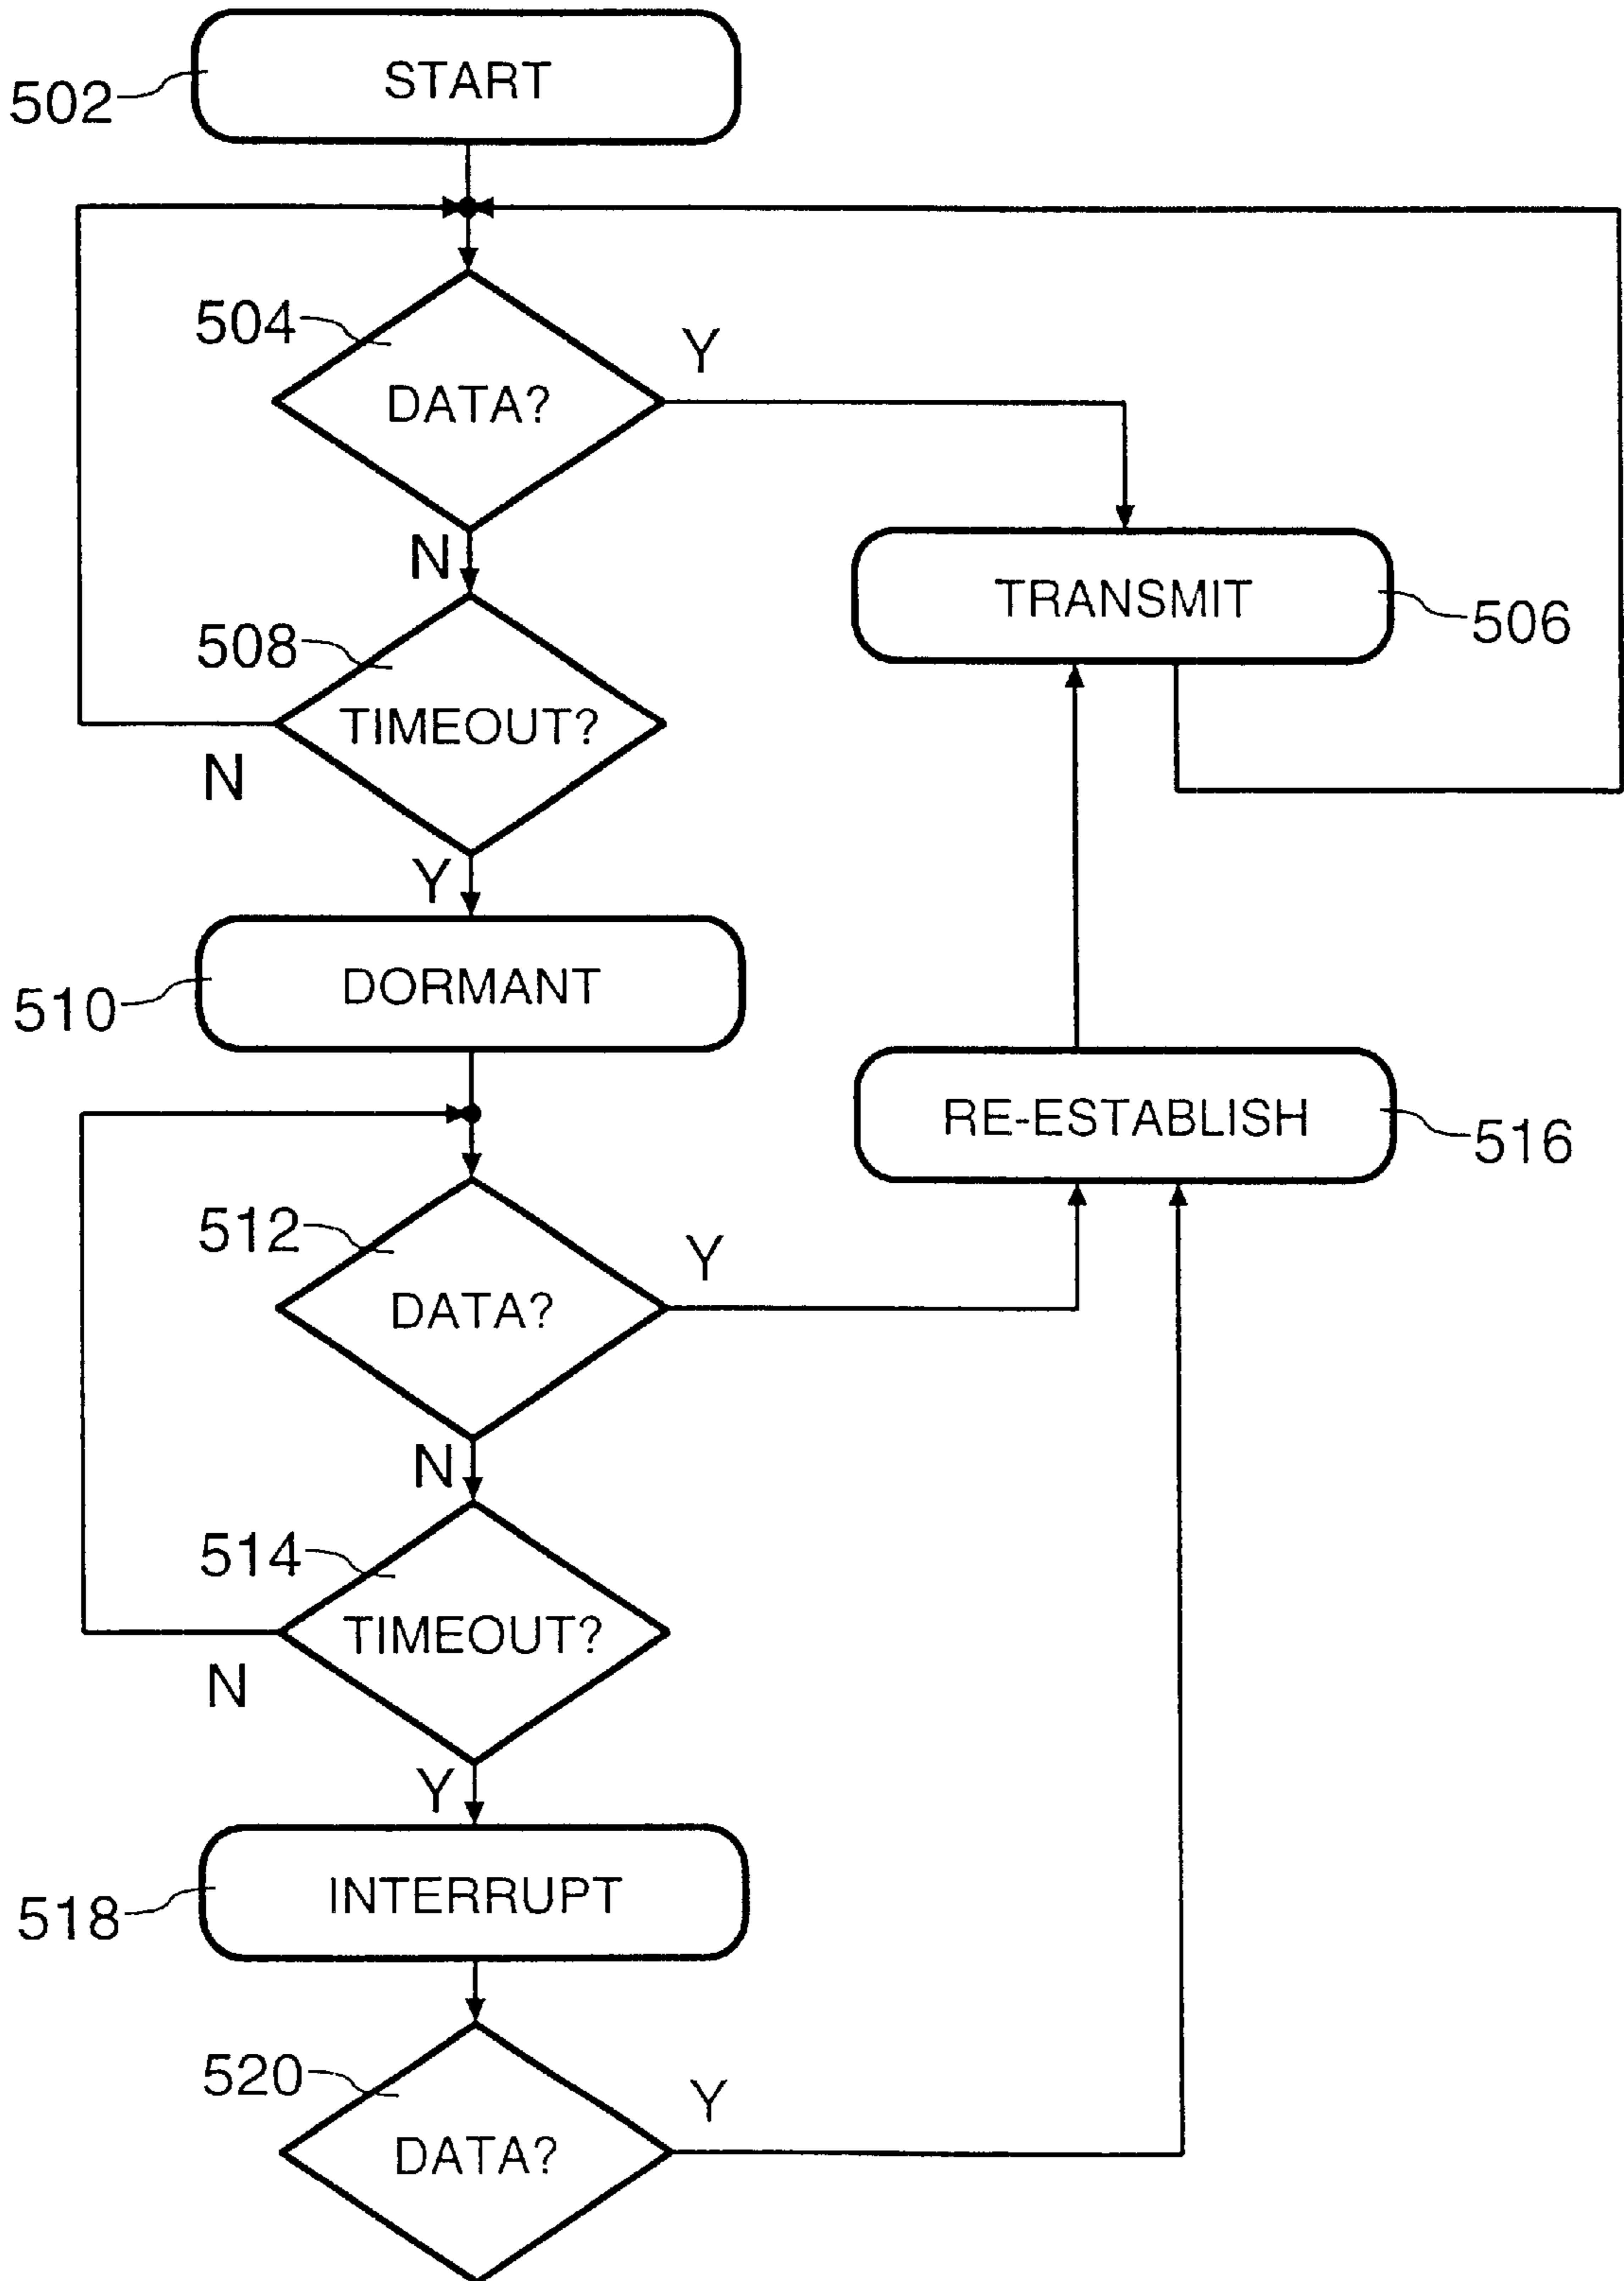 START
502
504
Y
DATA?
N
TRANSMIT
506
508
TIMEOUT?
N
Y
DORMANT
510
RE-ESTABLISH
516
512
Y
DATA?
N
514
TIMEOUT?
N
Y
INTERRUPT
518
520
Y
DATA?